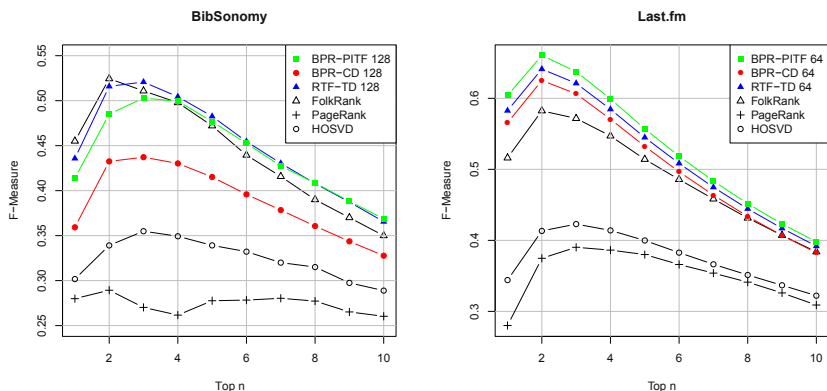 BibSonomy
F-Measure
0.55
0.50
0.45
0.40
0.35
0.30
0.25
BPR-PITF 128
BPR-CD 128
RTF-TD 128
FolkRank
PageRank
HOSVD
2
4
6
8
10
Top n
Last.fm
F-Measure
0.6
0.5
0.4
0.3
BPR-PITF 64
BPR-CD 64
RTF-TD 64
FolkRank
PageRank
HOSVD
2
4
6
8
10
Top n